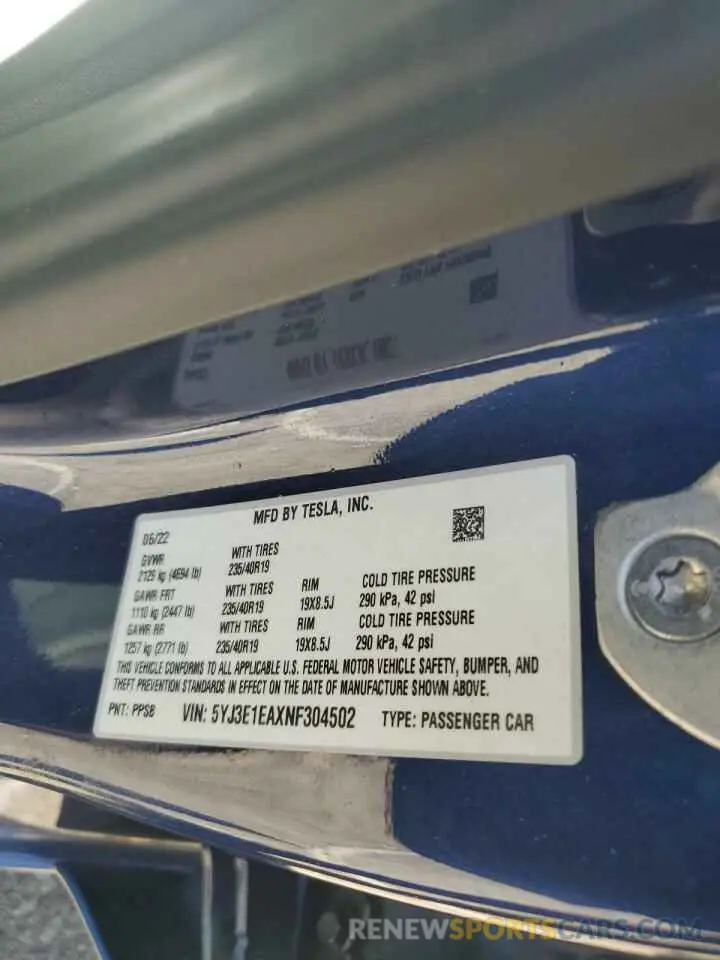 MFD BY TESLA, INC.
06/22
GVWR
2129 kg (4694 lb)
WITH TIRES
235/40R19
GAWR FRT
1110 kg (2447 lb)
WITH TIRES
235/40R19
RIM
19X8.5J
COLD TIRE PRESSURE
290 kPa, 42 psi
GAWR RR
1257 kg (2771 lb)
WITH TIRES
235/40R19
RIM
19X8.5J
COLD TIRE PRESSURE
290 kPa, 42 psi
THIS VEHICLE CONFORMS TO ALL APPLICABLE U.S. FEDERAL MOTOR VEHICLE SAFETY, BUMPER, AND
THEFT PREVENTION STANDARDS IN EFFECT ON THE DATE OF MANUFACTURE SHOWN ABOVE.
PNT: PPSB VIN: 5YJ3E1EAXNF304502 TYPE: PASSENGER CAR
RENEWSPORTSCARS.COM